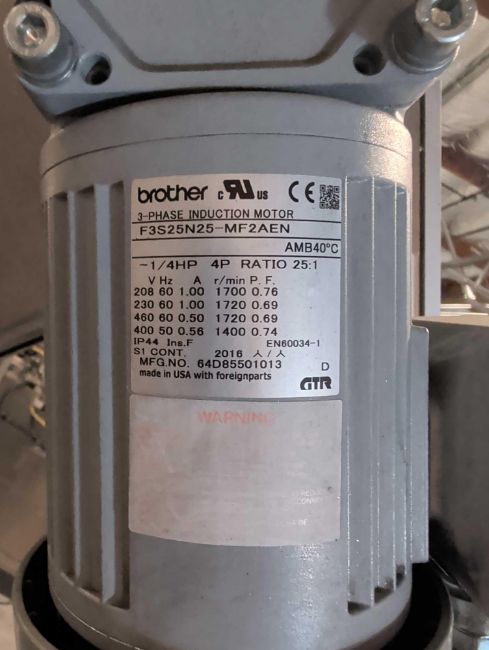 brother c RU US CE
3-PHASE INDUCTION MOTOR
F3S25N25-MF2AEN
AMB40°C
~1/4HP 4P RATIO 25:1
V Hz A r/min P. F.
208 60 1.00 1700 0.76
230 60 1.00 1720 0.69
460 60 0.50 1720 0.69
400 50 0.56 1400 0.74
IP44 Ins.F EN60034-1
S1 CONT. 2016 人/人
MFG.NO. 64D85501013 D
made in USA with foreignparts
GTR
WARNING